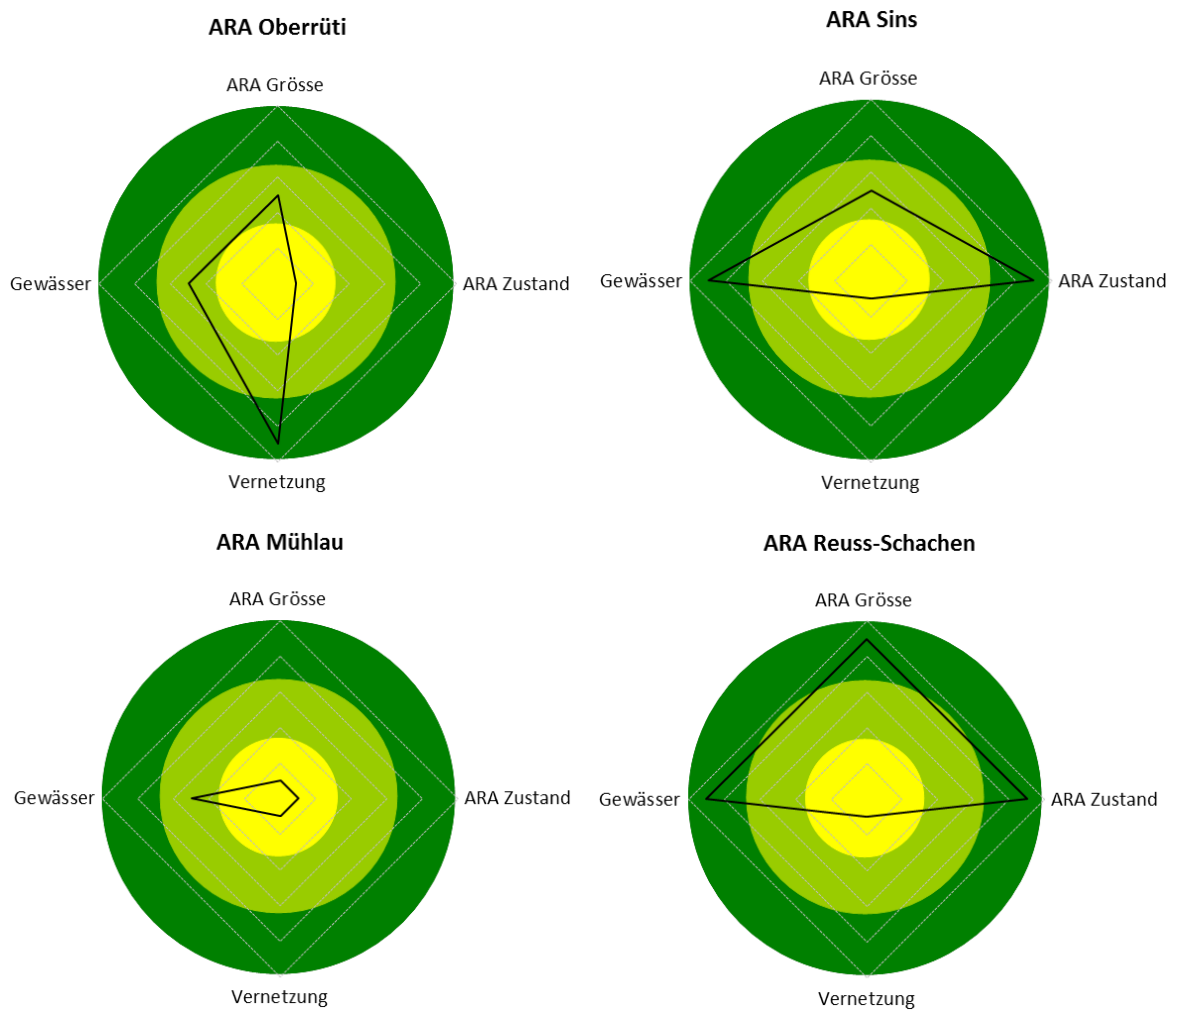 ARA Oberrüti
ARA Grösse
Gewässer
ARA Zustand
Vernetzung
ARA Sins
ARA Grösse
Gewässer
ARA Zustand
Vernetzung
ARA Mühlau
ARA Grösse
Gewässer
ARA Zustand
Vernetzung
ARA Reuss-Schachen
ARA Grösse
Gewässer
ARA Zustand
Vernetzung